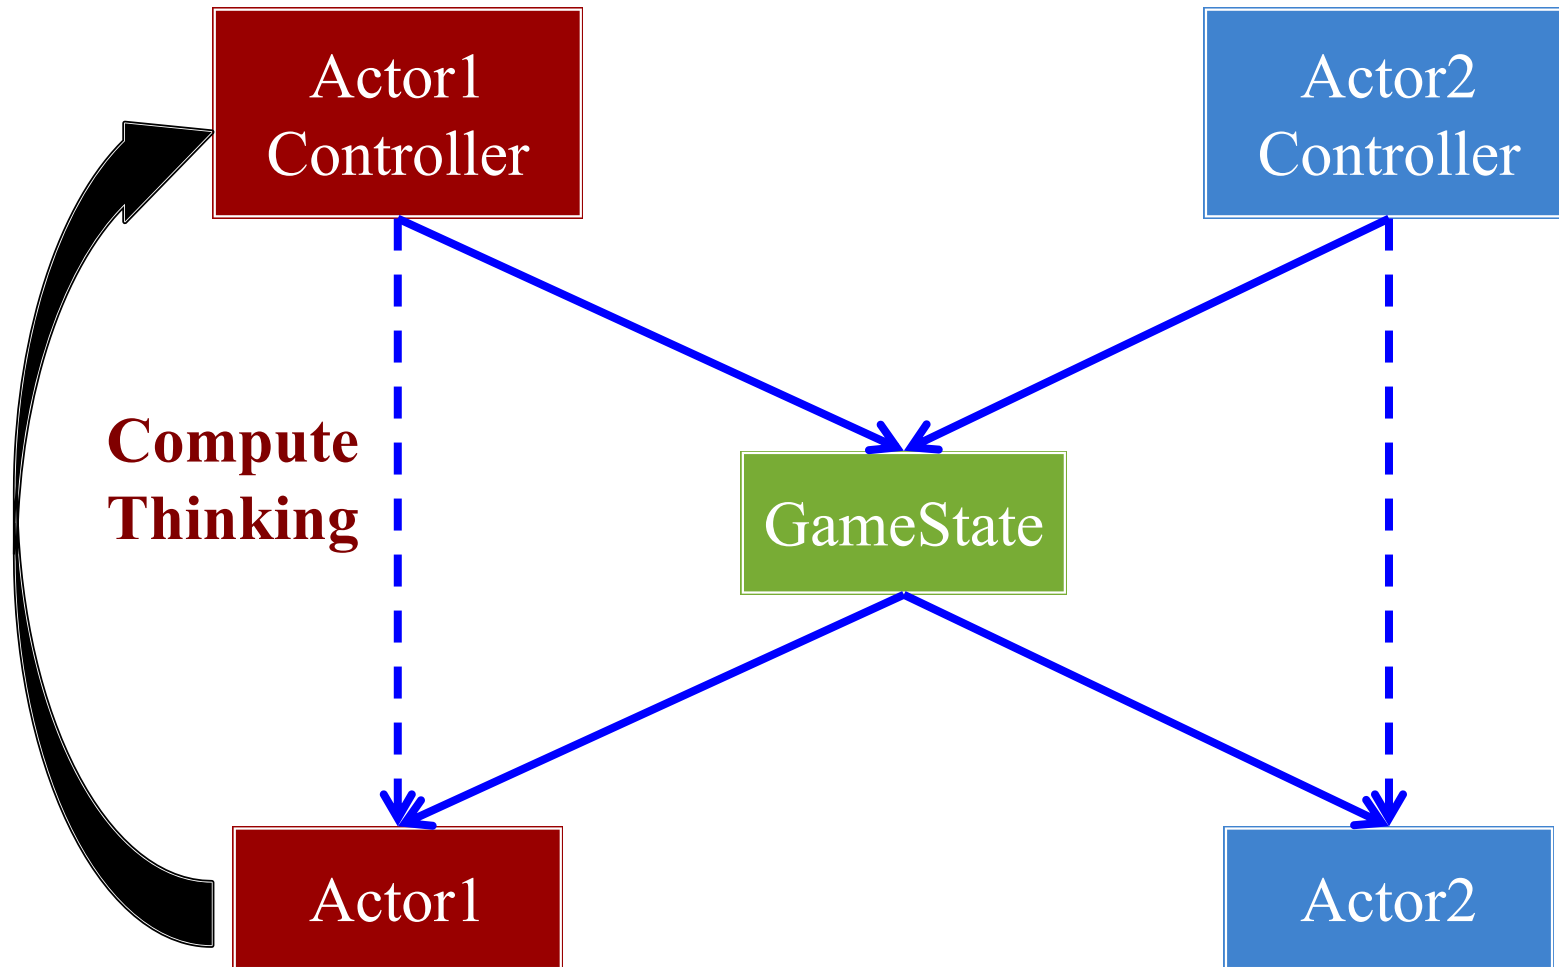 Actor1
Controller
Actor2
Controller
Compute
Thinking
GameState
Actor1
Actor2